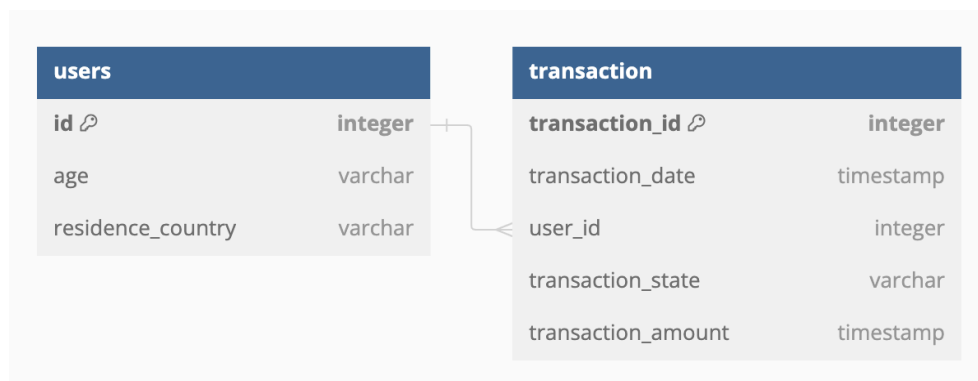 users
id integer
age varchar
residence_country varchar
transaction
transaction_id integer
transaction_date timestamp
user_id integer
transaction_state varchar
transaction_amount timestamp